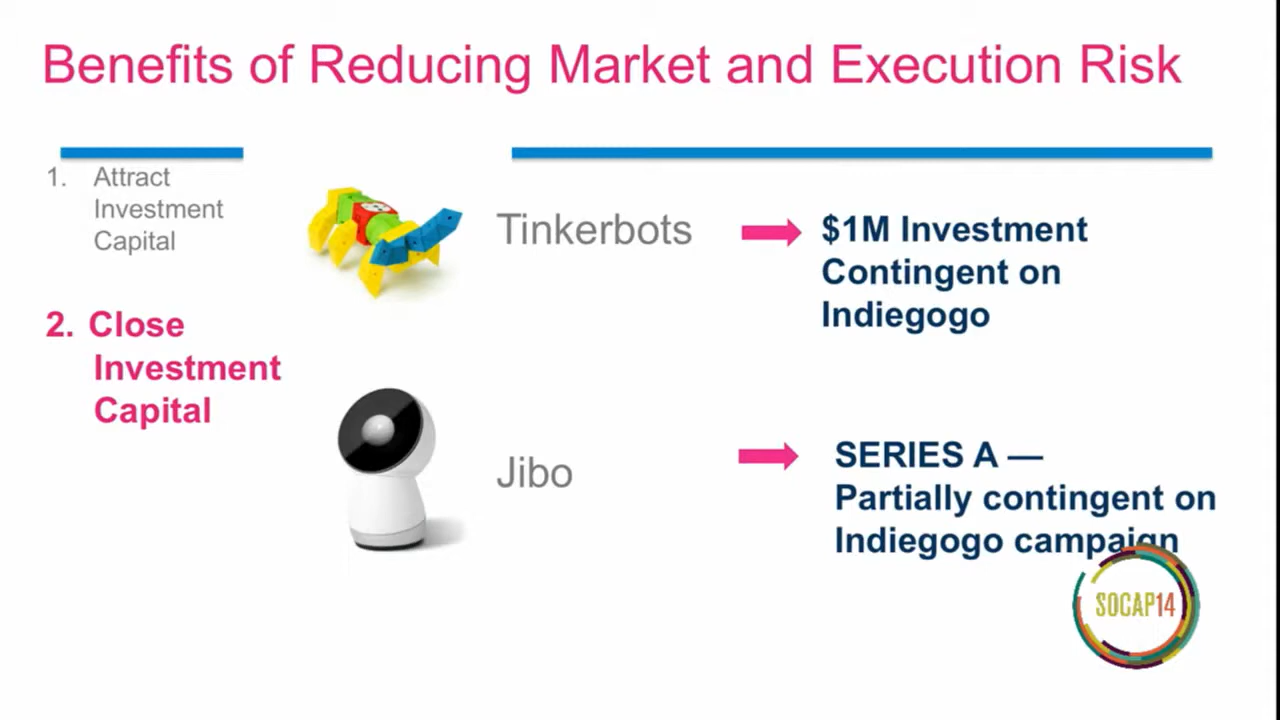 Benefits of Reducing Market and Execution Risk
1. Attract
Investment
Capital
2. Close
Investment
Capital
Tinkerbots
$1M Investment
Contingent on
Indiegogo
Jibo
SERIES A —
Partially contingent on
Indiegogo campaign
SOCAP14